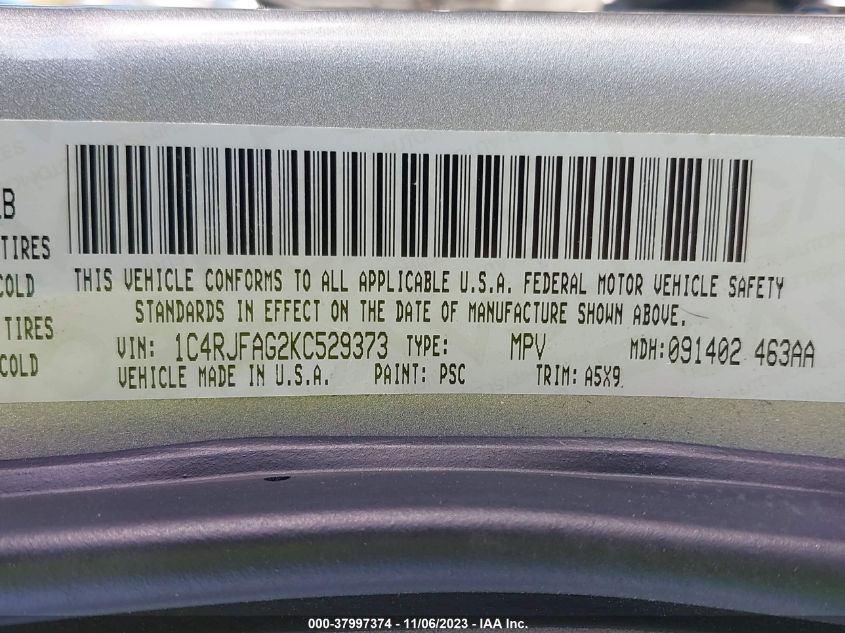 LB
TIRES
COLD
TIRES
COLD
THIS VEHICLE CONFORMS TO ALL APPLICABLE U.S.A. FEDERAL MOTOR VEHICLE SAFETY
STANDARDS IN EFFECT ON THE DATE OF MANUFACTURE SHOWN ABOVE.
VIN: 1C4RJFAG2KC529373 TYPE: MPV MDH:091402 463AA
VEHICLE MADE IN U.S.A. PAINT: PSC TRIM: A5X9
000-37997374 - 11/06/2023 - IAA Inc.